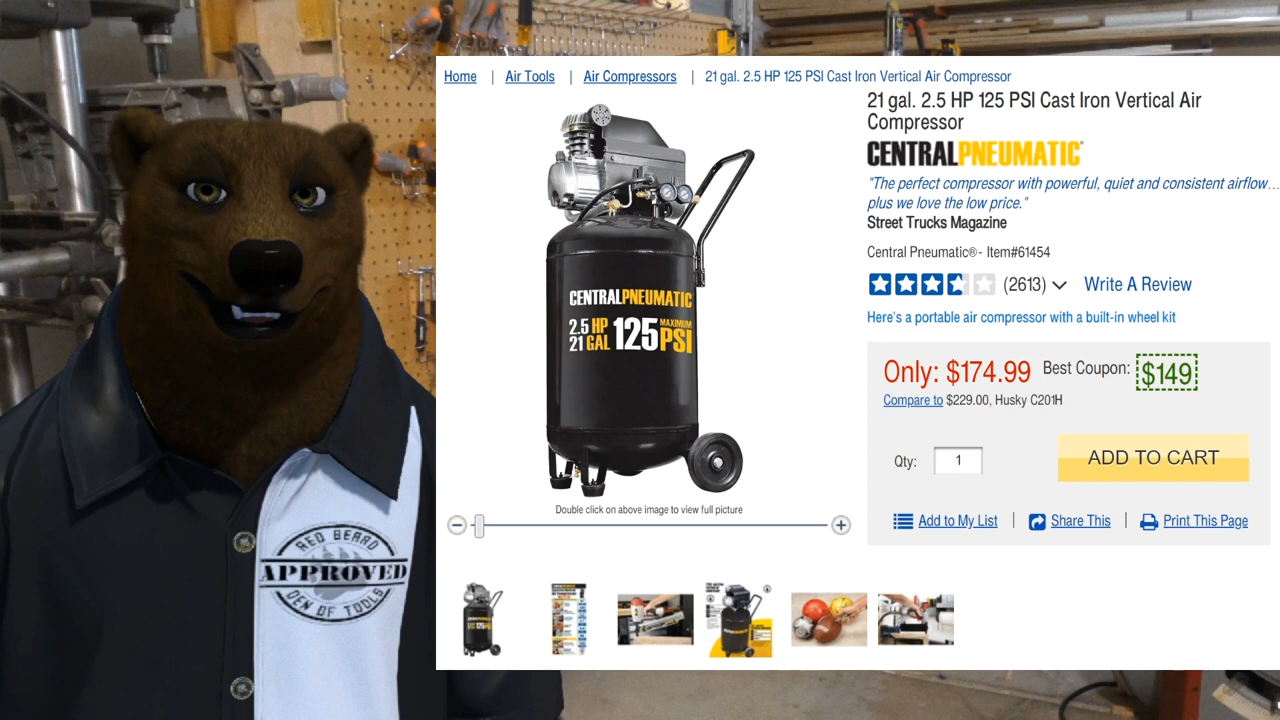 Home | Air Tools | Air Compressors | 21 gal. 2.5 HP 125 PSI Cast Iron Vertical Air Compressor
21 gal. 2.5 HP 125 PSI Cast Iron Vertical Air
Compressor
CENTRALPNEUMATIC®
"The perfect compressor with powerful, quiet and consistent airflow...
plus we love the low price."
Street Trucks Magazine
Central Pneumatic® - Item#61454
(2613) Write A Review
Here's a portable air compressor with a built-in wheel kit
Only: $174.99 Best Coupon: $149
Compare to $229.00, Husky C201H
Qty: 1 ADD TO CART
Add to My List | Share This | Print This Page
CENTRALPNEUMATIC
2.5 HP
21 GAL
125
MAXIMUM
PSI
Double click on above image to view full picture
RED BEARD
APPROVED
DEN OF TOOLS